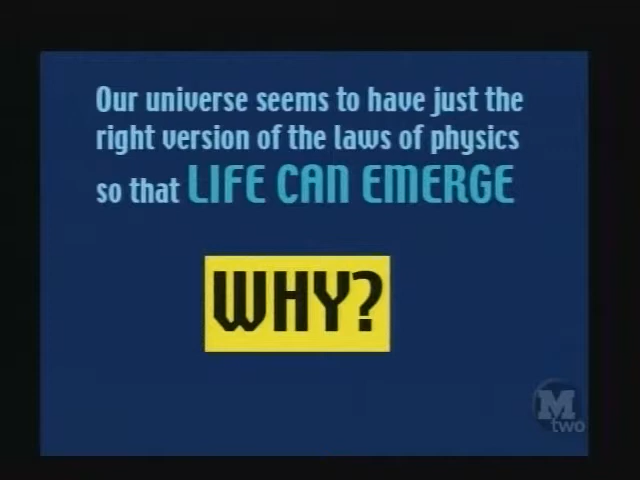 Our universe seems to have just the
right version of the laws of physics
so that LIFE CAN EMERGE
WHY?
M
two